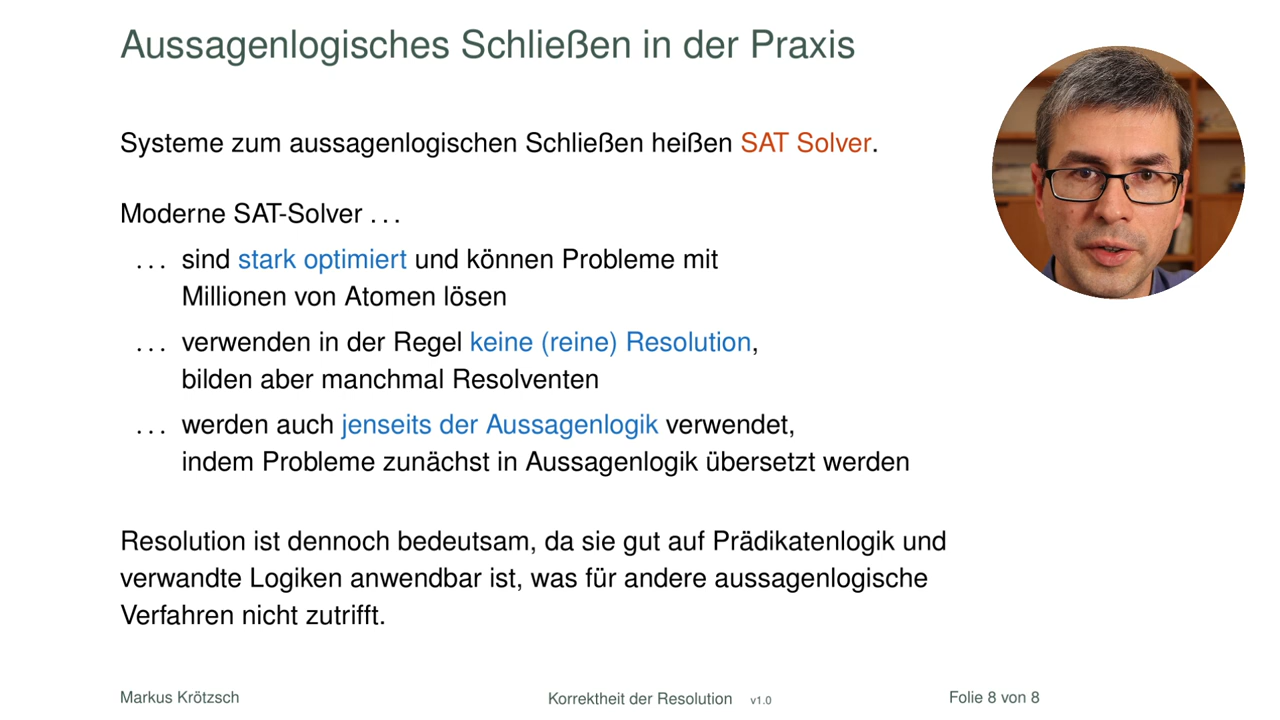 Aussagenlogisches Schließen in der Praxis
Systeme zum aussagenlogischen Schließen heißen SAT Solver.
Moderne SAT-Solver . . .
. . . sind stark optimiert und können Probleme mit
Millionen von Atomen lösen
. . . verwenden in der Regel keine (reine) Resolution,
bilden aber manchmal Resolventen
. . . werden auch jenseits der Aussagenlogik verwendet,
indem Probleme zunächst in Aussagenlogik übersetzt werden
Resolution ist dennoch bedeutsam, da sie gut auf Prädikatenlogik und
verwandte Logiken anwendbar ist, was für andere aussagenlogische
Verfahren nicht zutrifft.
Markus Krötzsch Korrektheit der Resolution v1.0 Folie 8 von 8